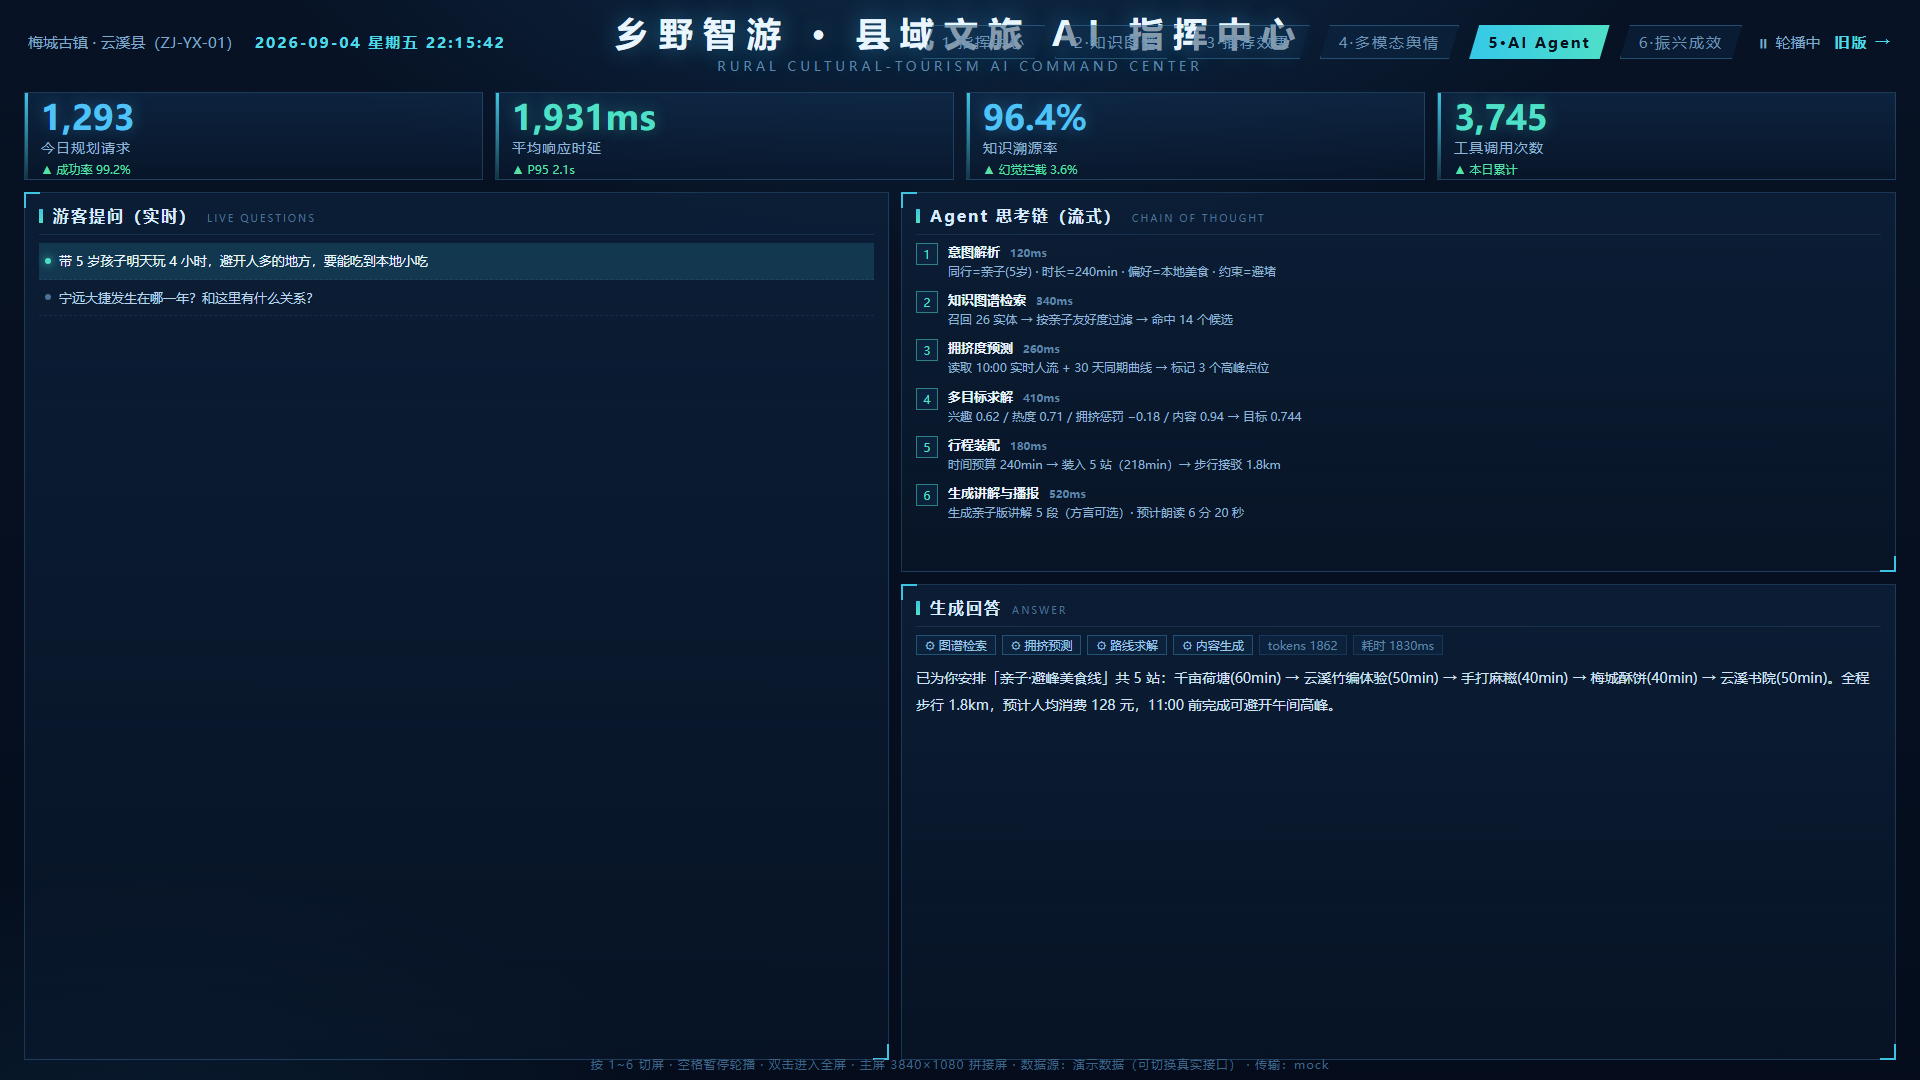 梅城古镇 · 云溪县（ZJ-YX-01） 2026-09-04 星期五 22:15:42
乡野智游 · 县域文旅 AI 指挥中心
RURAL CULTURAL-TOURISM AI COMMAND CENTER
4·多模态舆情 5·AI Agent 6·振兴成效 ⏸ 轮播中 旧版 →
1,293
今日规划请求
▲ 成功率 99.2%
1,931ms
平均响应时延
▲ P95 2.1s
96.4%
知识溯源率
▲ 幻觉拦截 3.6%
3,745
工具调用次数
▲ 本日累计
游客提问（实时） LIVE QUESTIONS
带 5 岁孩子明天玩 4 小时，避开人多的地方，要能吃到本地小吃
宁远大捷发生在哪一年？和这里有什么关系？
Agent 思考链（流式） CHAIN OF THOUGHT
1 意图解析 120ms
同行=亲子(5岁) · 时长=240min · 偏好=本地美食 · 约束=避堵
2 知识图谱检索 340ms
召回 26 实体 → 按亲子友好度过滤 → 命中 14 个候选
3 拥挤度预测 260ms
读取 10:00 实时人流 + 30 天同期曲线 → 标记 3 个高峰点位
4 多目标求解 410ms
兴趣 0.62 / 热度 0.71 / 拥挤惩罚 −0.18 / 内容 0.94 → 目标 0.744
5 行程装配 180ms
时间预算 240min → 装入 5 站（218min）→ 步行接驳 1.8km
6 生成讲解与播报 520ms
生成亲子版讲解 5 段（方言可选）· 预计朗读 6 分 20 秒
生成回答 ANSWER
⚙ 图谱检索 ⚙ 拥挤预测 ⚙ 路线求解 ⚙ 内容生成 tokens 1862 耗时 1830ms
已为你安排「亲子·避峰美食线」共 5 站：千亩荷塘(60min) → 云溪竹编体验(50min) → 手打麻糍(40min) → 梅城酥饼(40min) → 云溪书院(50min)。全程
步行 1.8km，预计人均消费 128 元，11:00 前完成可避开午间高峰。
按 1~6 切屏 · 空格暂停轮播 · 双击进入全屏 · 主屏 3840×1080 拼接屏 · 数据源：演示数据（可切换真实接口） · 传输：mock